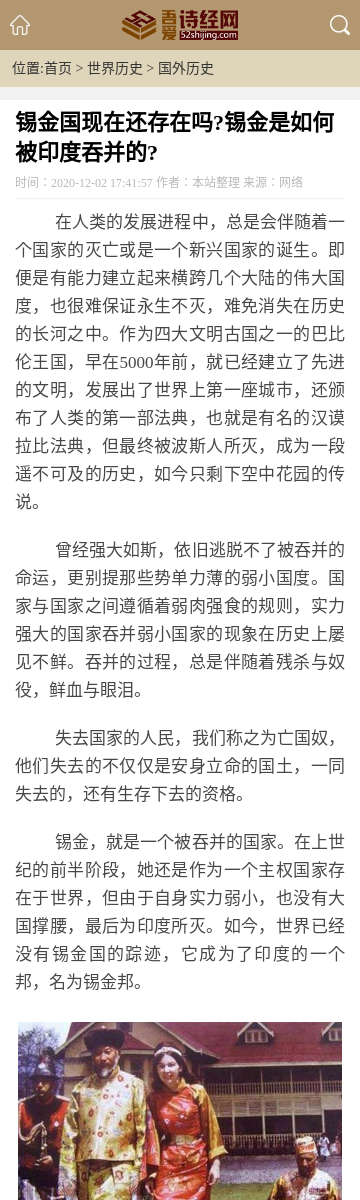 吾爱诗经网
52shijing.com
位置:首页 > 世界历史 > 国外历史
锡金国现在还存在吗?锡金是如何
被印度吞并的?
时间：2020-12-02 17:41:57 作者：本站整理 来源：网络
在人类的发展进程中，总是会伴随着一
个国家的灭亡或是一个新兴国家的诞生。即
便是有能力建立起来横跨几个大陆的伟大国
度，也很难保证永生不灭，难免消失在历史
的长河之中。作为四大文明古国之一的巴比
伦王国，早在5000年前，就已经建立了先进
的文明，发展出了世界上第一座城市，还颁
布了人类的第一部法典，也就是有名的汉谟
拉比法典，但最终被波斯人所灭，成为一段
遥不可及的历史，如今只剩下空中花园的传
说。
曾经强大如斯，依旧逃脱不了被吞并的
命运，更别提那些势单力薄的弱小国度。国
家与国家之间遵循着弱肉强食的规则，实力
强大的国家吞并弱小国家的现象在历史上屡
见不鲜。吞并的过程，总是伴随着残杀与奴
役，鲜血与眼泪。
失去国家的人民，我们称之为亡国奴，
他们失去的不仅仅是安身立命的国土，一同
失去的，还有生存下去的资格。
锡金，就是一个被吞并的国家。在上世
纪的前半阶段，她还是作为一个主权国家存
在于世界，但由于自身实力弱小，也没有大
国撑腰，最后为印度所灭。如今，世界已经
没有锡金国的踪迹，它成为了印度的一个
邦，名为锡金邦。